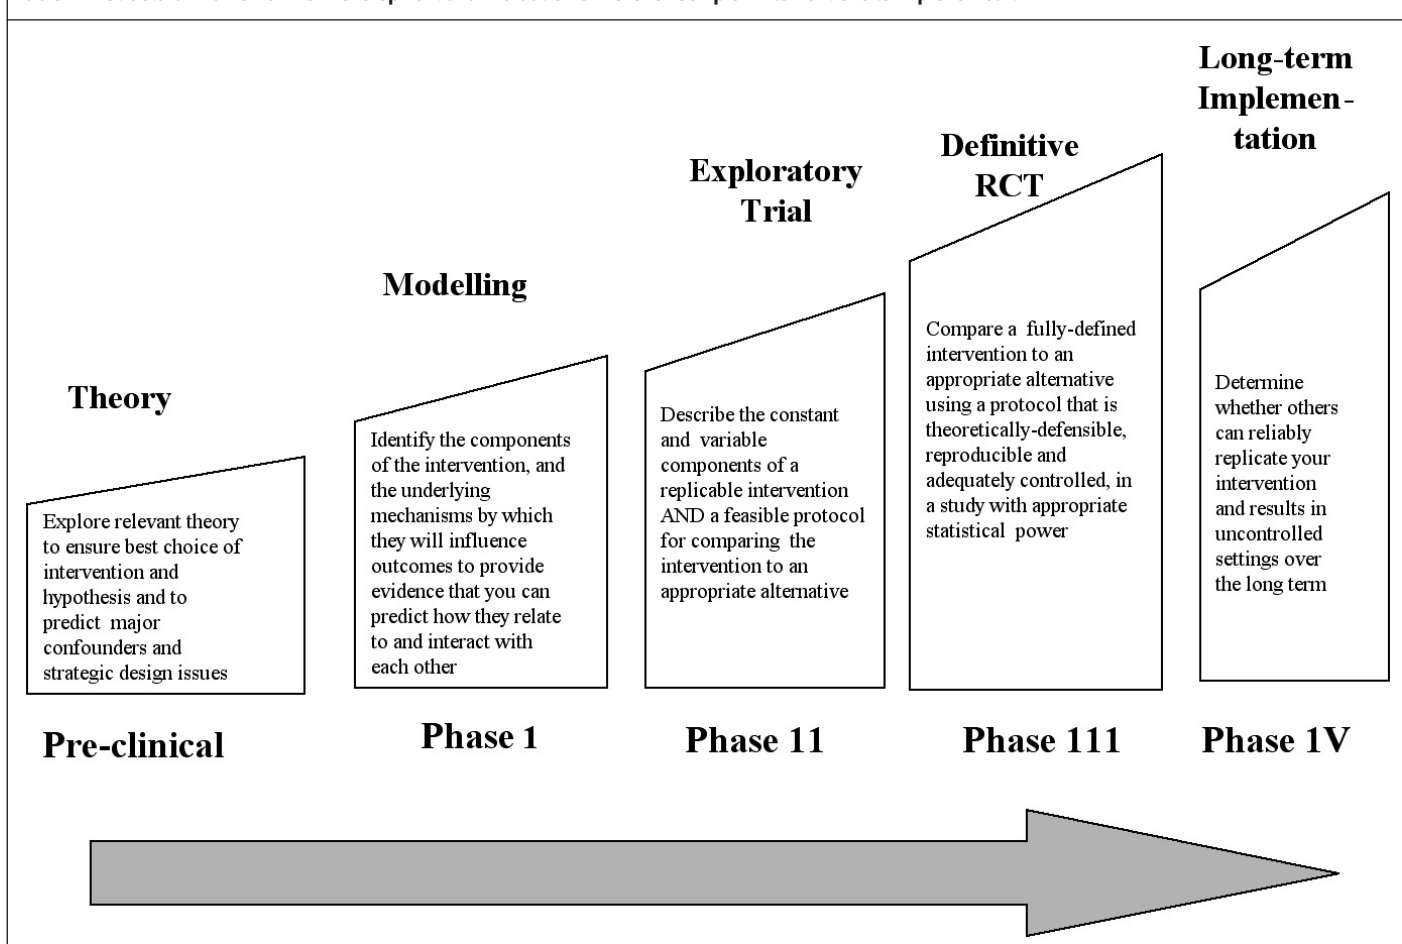 Theory
Explore relevant theory
to ensure best choice of
intervention and
hypothesis and to
predict major
confounders and
strategic design issues
Pre-clinical
Modelling
Identify the components
of the intervention, and
the underlying
mechanisms by which
they will influence
outcomes to provide
evidence that you can
predict how they relate
to and interact with
each other
Phase 1
Exploratory
Trial
Describe the constant
and variable
components of a
replicable intervention
AND a feasible protocol
for comparing the
intervention to an
appropriate alternative
Phase 11
Definitive
RCT
Compare a fully-defined
intervention to an
appropriate alternative
using a protocol that is
theoretically-defensible,
reproducible and
adequately controlled, in
a study with appropriate
statistical power
Phase 111
Long-term
Implemen-
tation
Determine
whether others
can reliably
replicate your
intervention
and results in
uncontrolled
settings over
the long term
Phase 1V